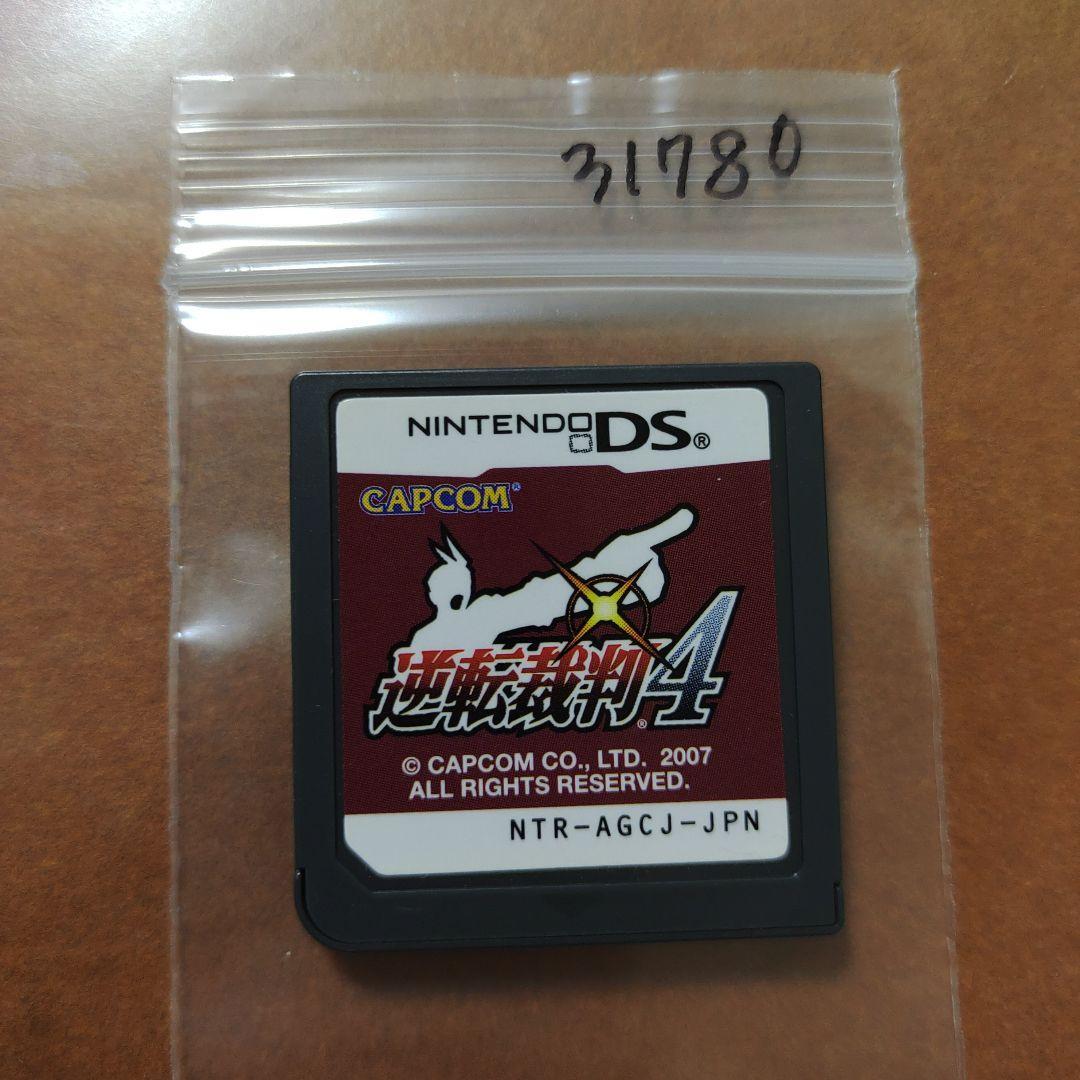 31780
NINTENDO DS®
CAPCOM®
逆転裁判®4
© CAPCOM CO., LTD. 2007
ALL RIGHTS RESERVED.
NTR-AGCJ-JPN